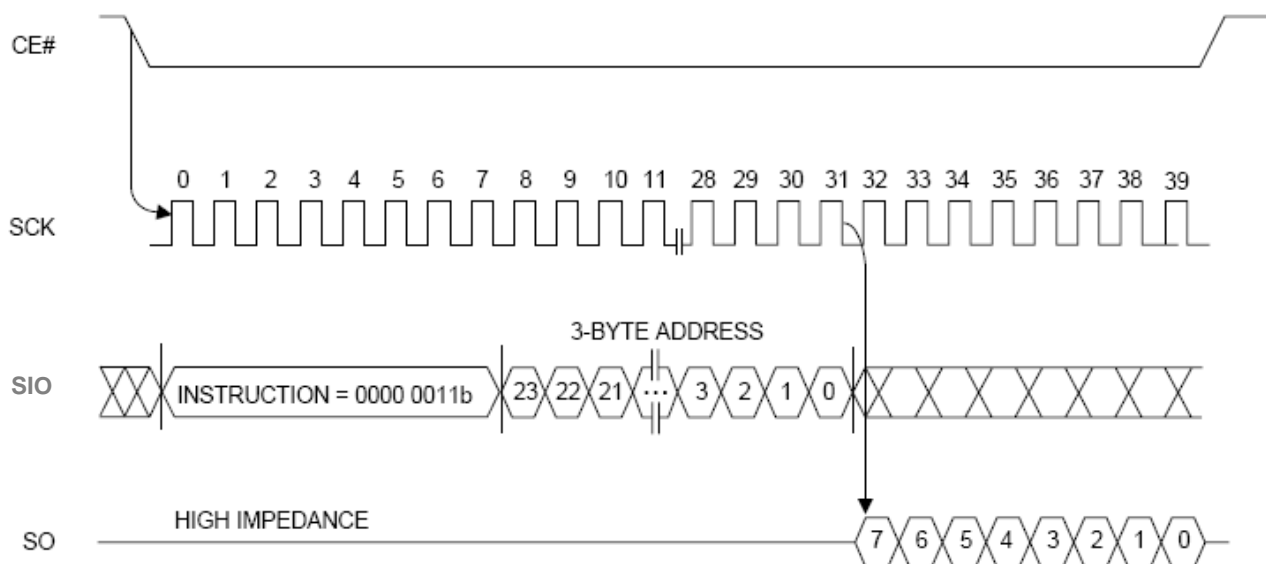 CE#
0 1 2 3 4 5 6 7 8 9 10 11 28 29 30 31 32 33 34 35 36 37 38 39
SCK
3-BYTE ADDRESS
SIO INSTRUCTION = 0000 0011b 23 22 21 ... 3 2 1 0
HIGH IMPEDANCE
SO 7 6 5 4 3 2 1 0